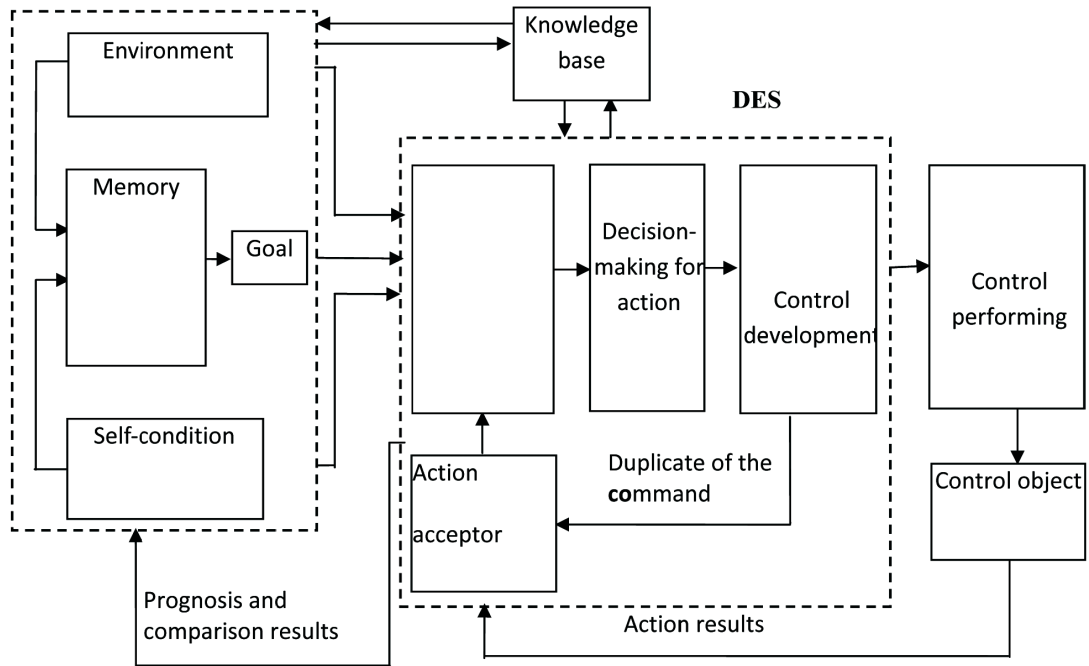 Environment
Memory
Goal
Self-condition
Knowledge
base
DES
Decision-
making for
action
Control
development
Control
performing
Control object
Action
acceptor
Duplicate of the
command
Prognosis and
comparison results
Action results